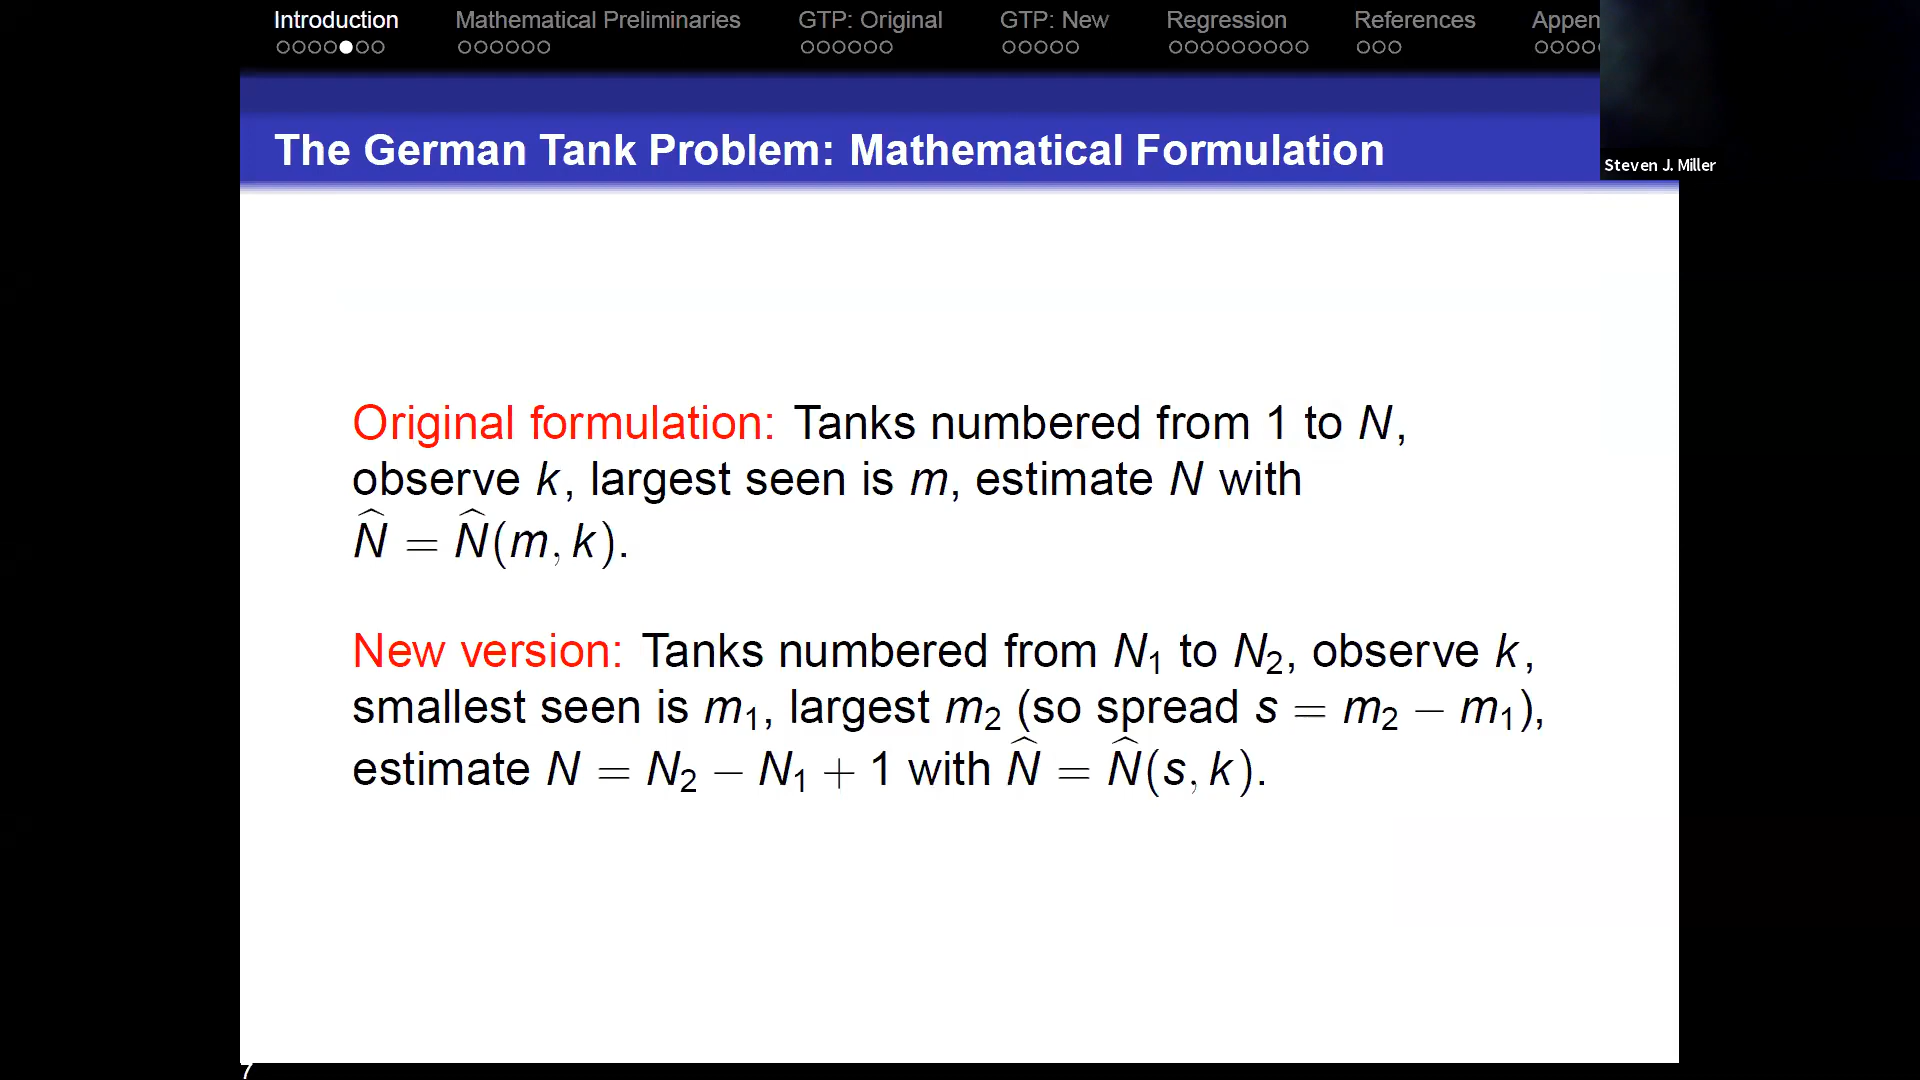 Introduction Mathematical Preliminaries GTP: Original GTP: New Regression References Appen
The German Tank Problem: Mathematical Formulation
Steven J. Miller
Original formulation: Tanks numbered from 1 to N,
observe k, largest seen is m, estimate N with
N̂ = N̂(m, k).
New version: Tanks numbered from N₁ to N₂, observe k,
smallest seen is m₁, largest m₂ (so spread s = m₂ − m₁),
estimate N = N₂ − N₁ + 1 with N̂ = N̂(s, k).
7